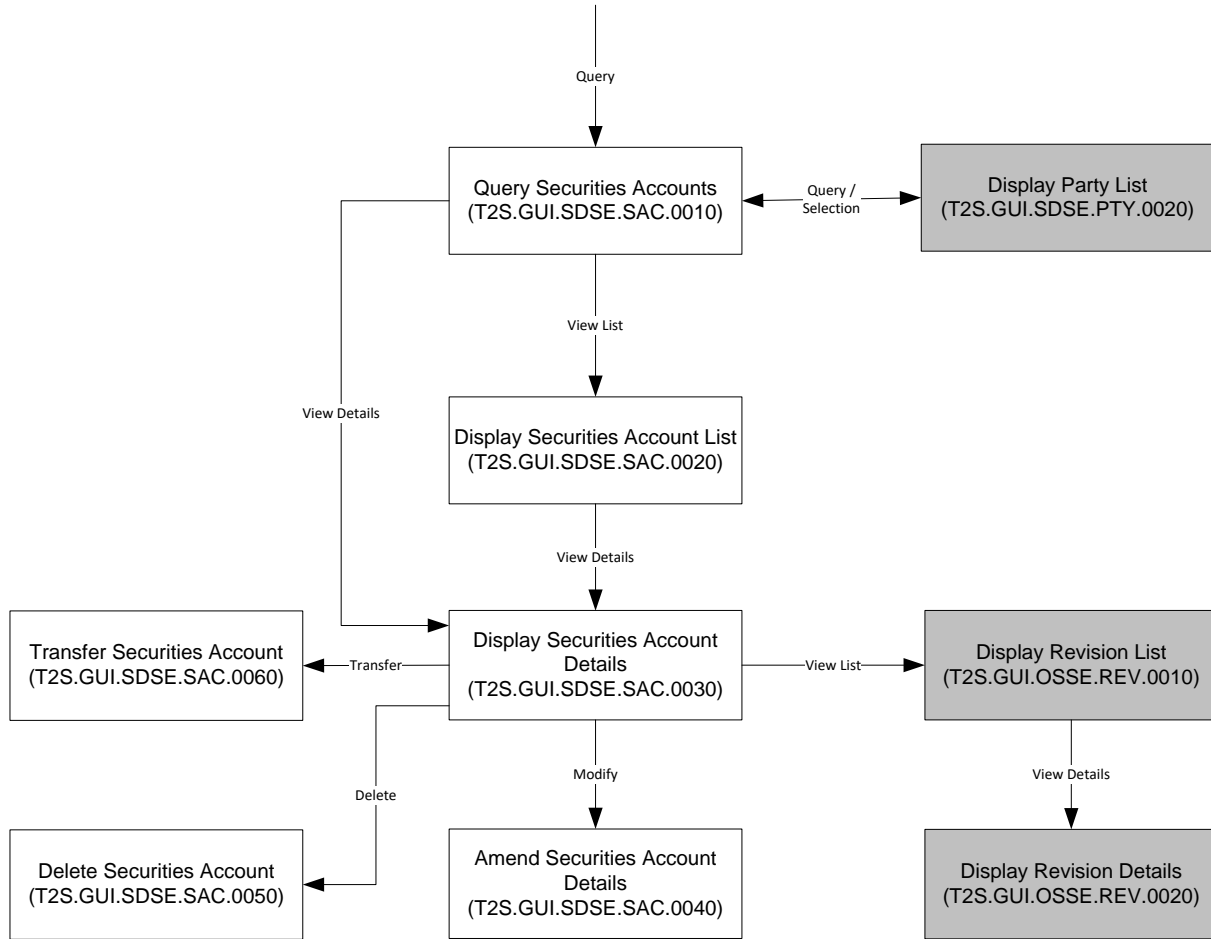 Query
Query Securities Accounts
(T2S.GUI.SDSE.SAC.0010)
Query /
Selection
Display Party List
(T2S.GUI.SDSE.PTY.0020)
View List
View Details
Display Securities Account List
(T2S.GUI.SDSE.SAC.0020)
View Details
Transfer Securities Account
(T2S.GUI.SDSE.SAC.0060)
Transfer
Display Securities Account
Details
(T2S.GUI.SDSE.SAC.0030)
View List
Display Revision List
(T2S.GUI.OSSE.REV.0010)
Delete
Modify
View Details
Delete Securities Account
(T2S.GUI.SDSE.SAC.0050)
Amend Securities Account
Details
(T2S.GUI.SDSE.SAC.0040)
Display Revision Details
(T2S.GUI.OSSE.REV.0020)